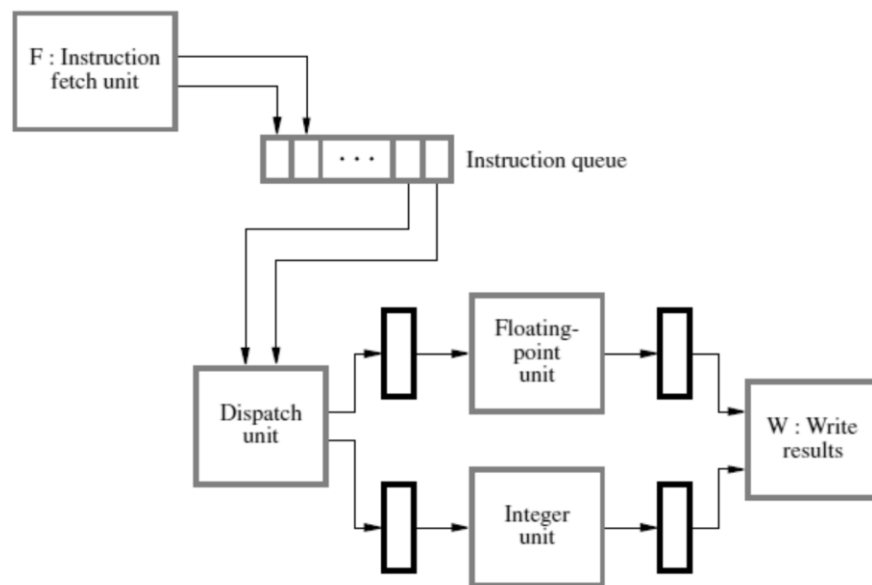 F : Instruction
fetch unit
. . .
Instruction queue
Floating-
point
unit
Dispatch
unit
W : Write
results
Integer
unit